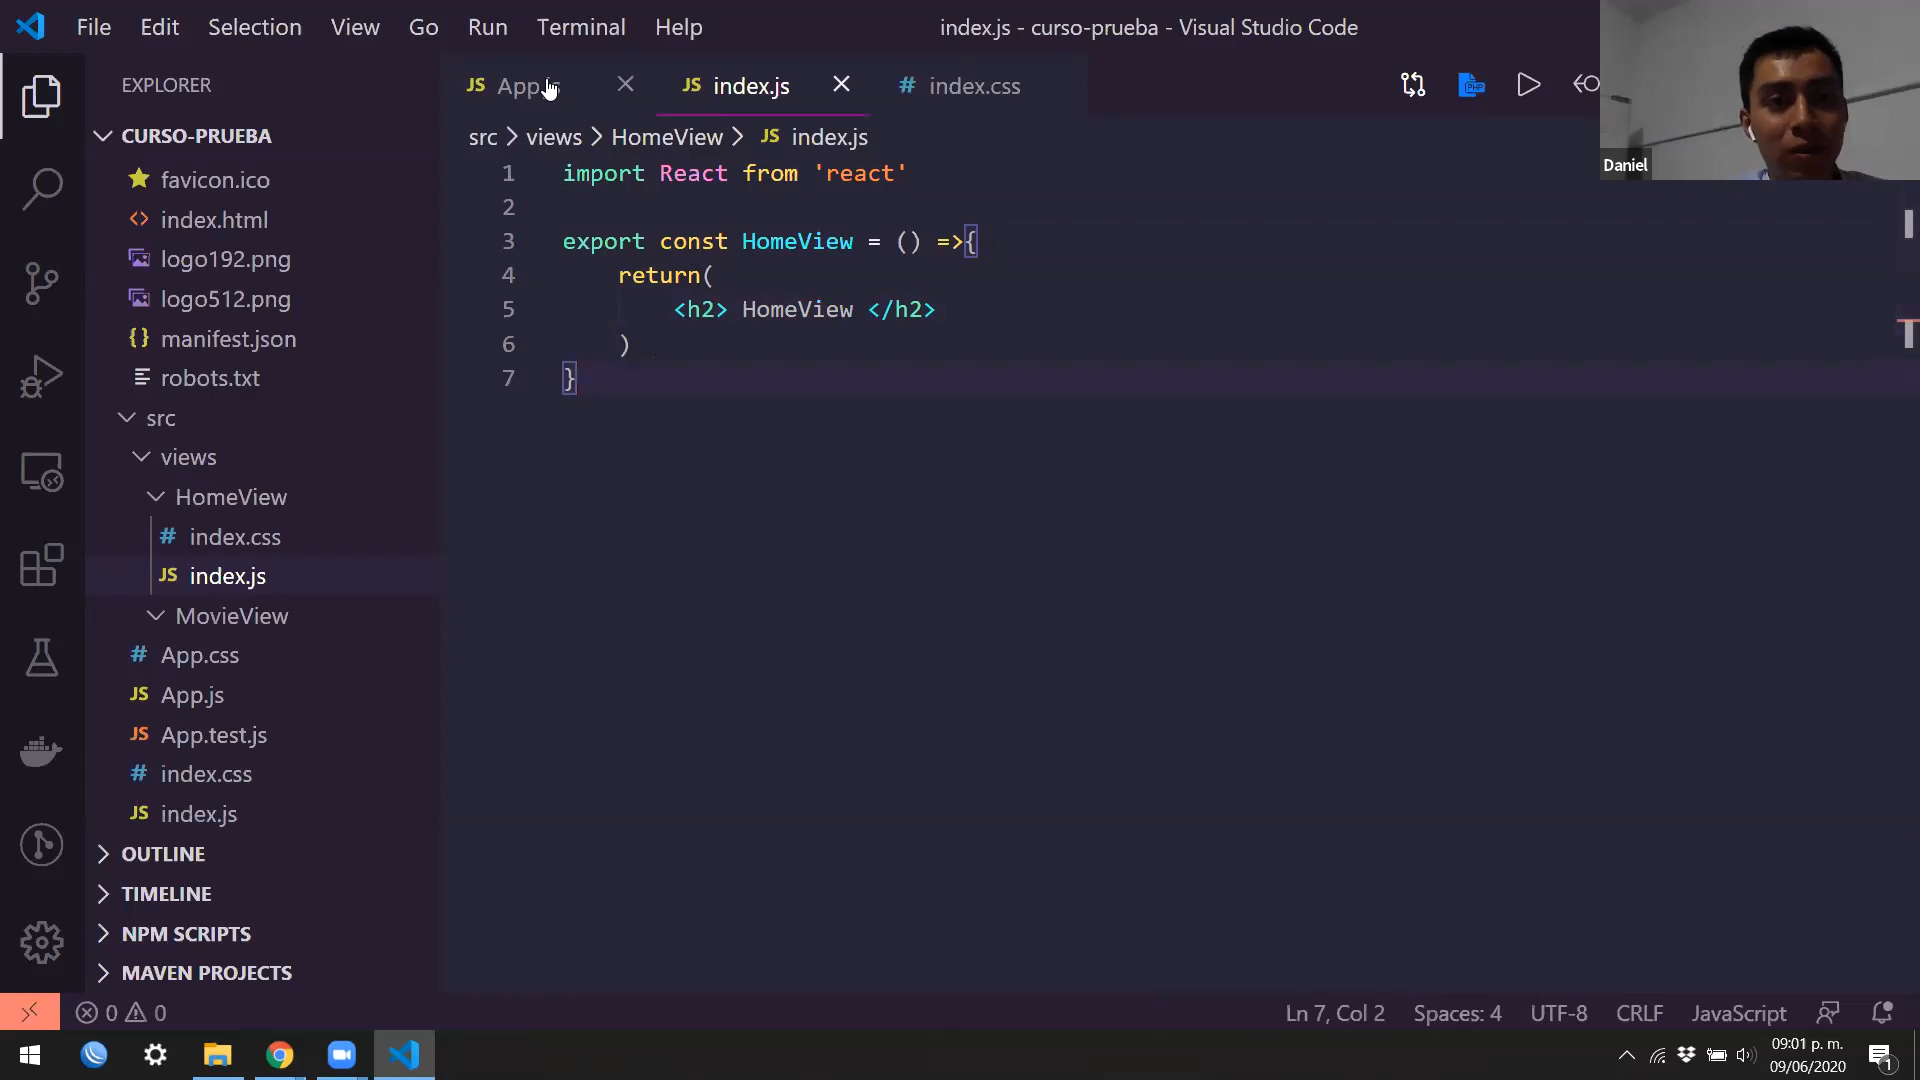 File Edit Selection View Go Run Terminal Help
index.js - curso-prueba - Visual Studio Code
EXPLORER
CURSO-PRUEBA
favicon.ico
index.html
logo192.png
logo512.png
manifest.json
robots.txt
src
views
HomeView
index.css
index.js
MovieView
App.css
App.js
App.test.js
index.css
index.js
OUTLINE
TIMELINE
NPM SCRIPTS
MAVEN PROJECTS
JS App.js JS index.js # index.css
src > views > HomeView > JS index.js
1 import React from 'react'
2
3 export const HomeView = () =>{
4 return(
5 <h2> HomeView </h2>
6 )
7 }
Daniel
0 0
Ln 7, Col 2 Spaces: 4 UTF-8 CRLF JavaScript
09:01 p. m.
09/06/2020
1